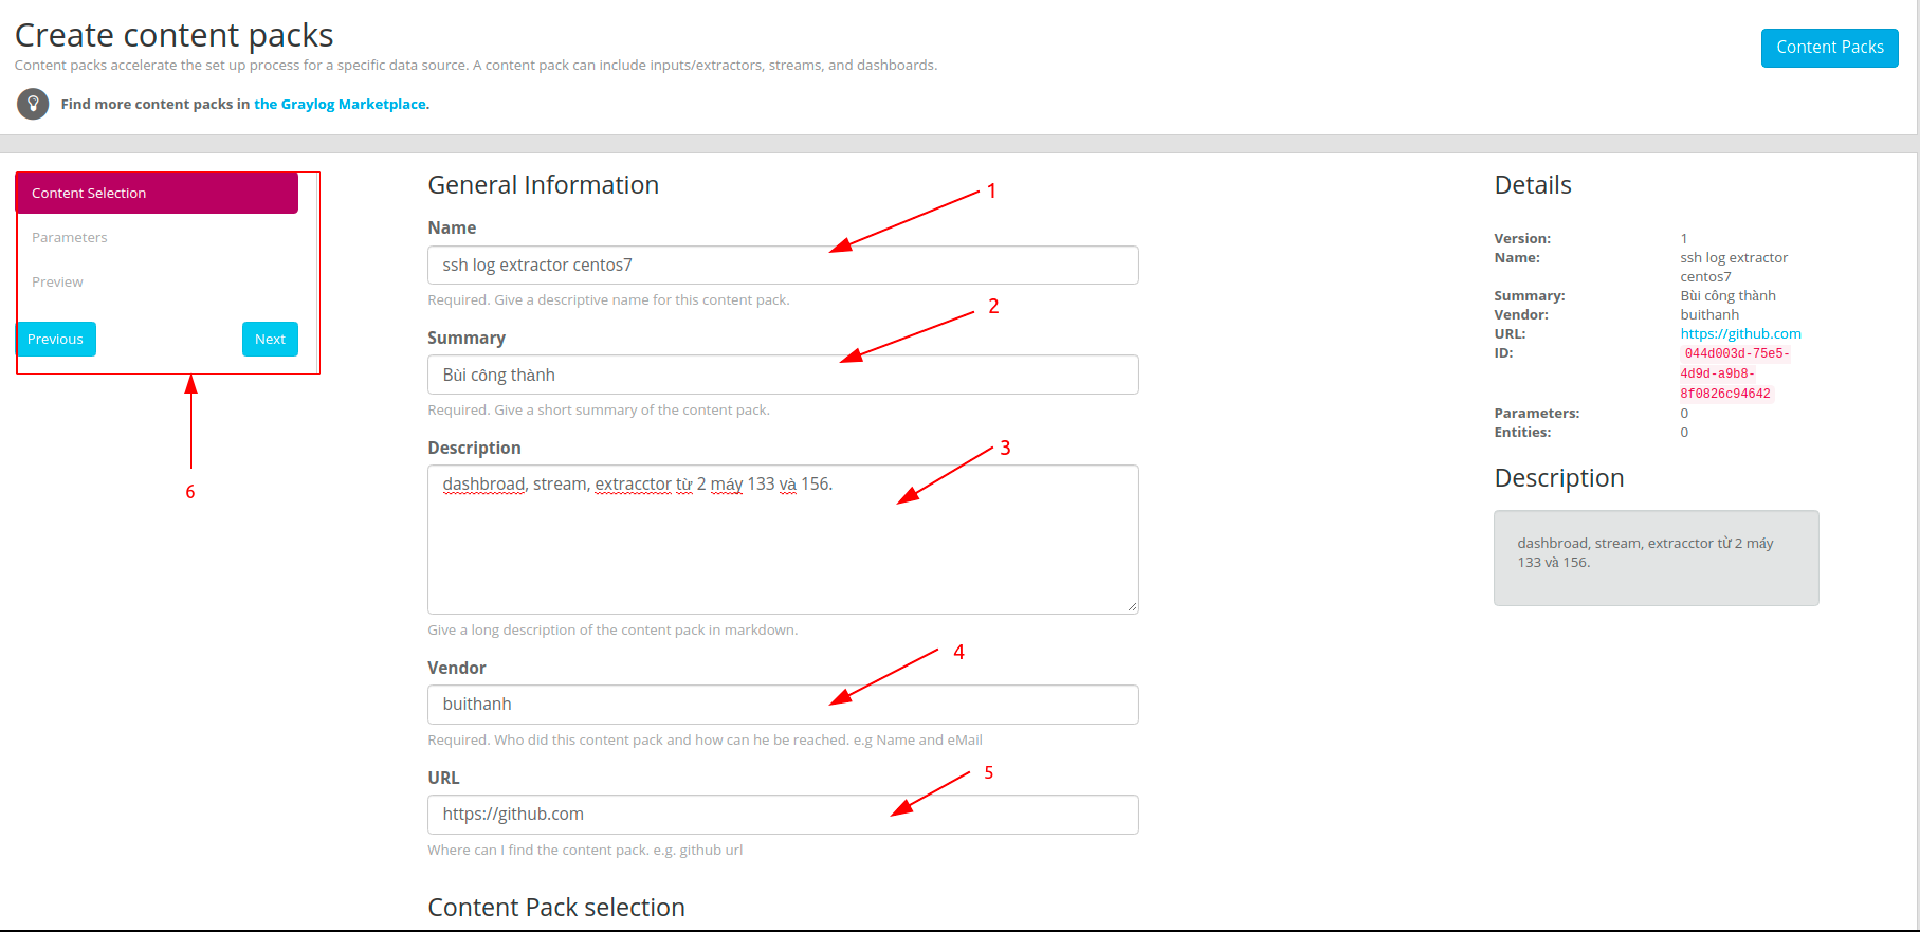 Create content packs
Content packs accelerate the set up process for a specific data source. A content pack can include inputs/extractors, streams, and dashboards.
Content Packs
Find more content packs in the Graylog Marketplace.
Content Selection
Parameters
Preview
Previous
Next
6
General Information
Name
1
ssh log extractor centos7
Required. Give a descriptive name for this content pack.
2
Summary
Bùi công thành
Required. Give a short summary of the content pack.
Description
3
dashbroad, stream, extracctor từ 2 máy 133 và 156.
Give a long description of the content pack in markdown.
Vendor
4
buithanh
Required. Who did this content pack and how can he be reached. e.g Name and eMail
URL
5
https://github.com
Where can I find the content pack. e.g. github url
Content Pack selection
Details
Version: 1
Name: ssh log extractor
centos7
Summary: Bùi công thành
Vendor: buithanh
URL: https://github.com
ID: 044d003d-75e5-
4d9d-a9b8-
8f0826c94642
Parameters: 0
Entities: 0
Description
dashbroad, stream, extracctor từ 2 máy
133 và 156.